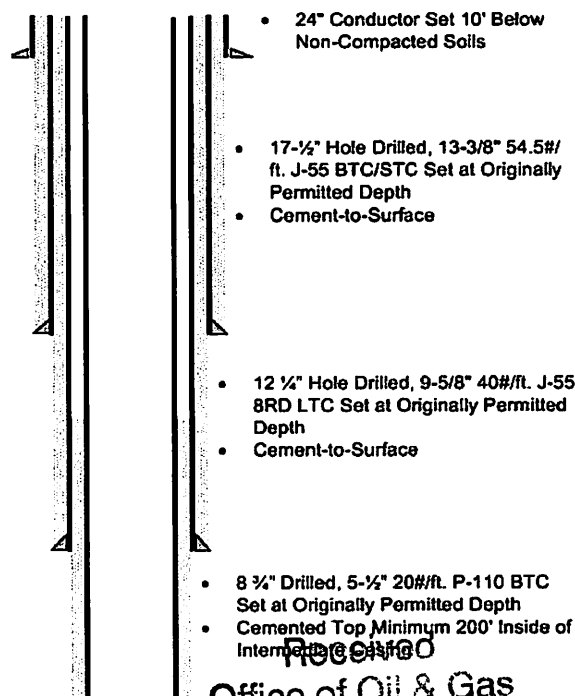 • 24" Conductor Set 10' Below
Non-Compacted Soils
• 17-½" Hole Drilled, 13-3/8" 54.5#/
ft. J-55 BTC/STC Set at Originally
Permitted Depth
• Cement-to-Surface
• 12 ¼" Hole Drilled, 9-5/8" 40#/ft. J-55
8RD LTC Set at Originally Permitted
Depth
• Cement-to-Surface
• 8 ¾" Drilled, 5-½" 20#/ft. P-110 BTC
Set at Originally Permitted Depth
• Cemented Top Minimum 200' Inside of
Intermediate Casing
Received
Office of Oil & Gas